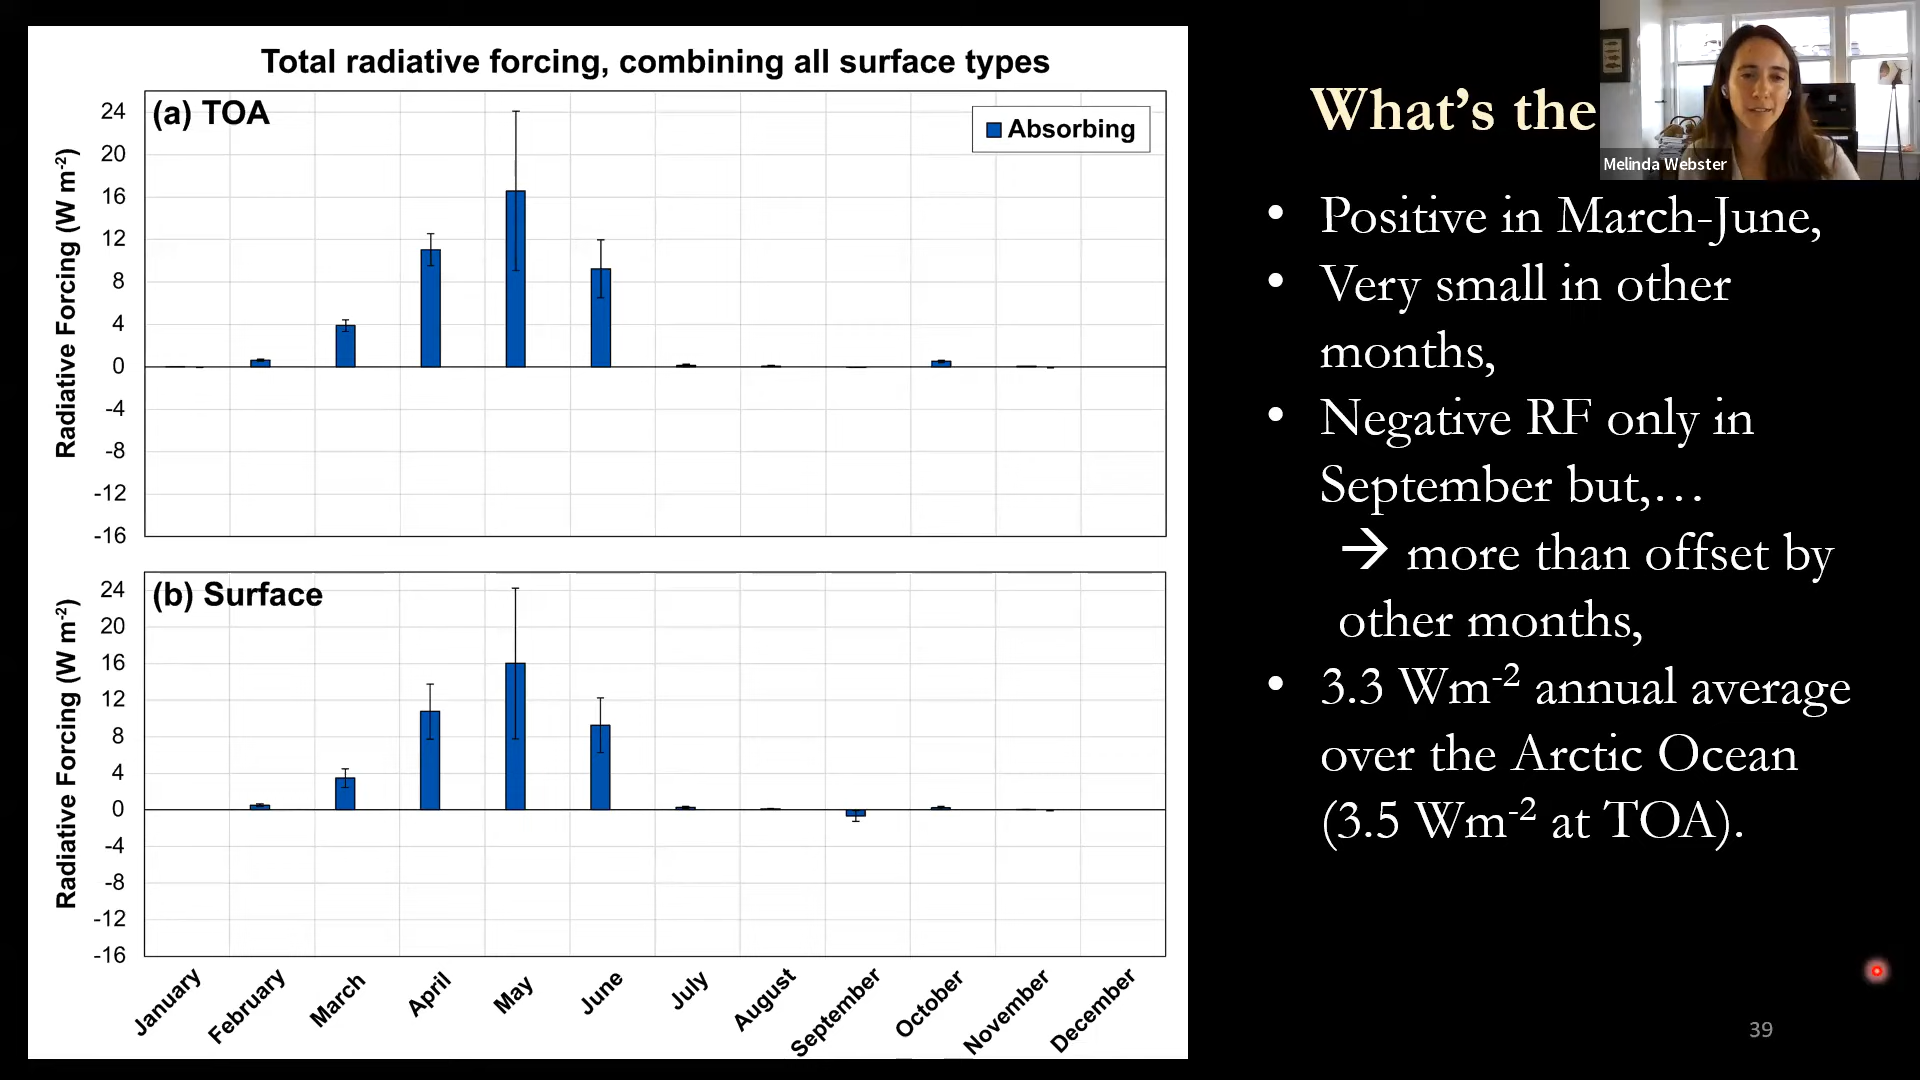 Total radiative forcing, combining all surface types
(a) TOA
Absorbing
Radiative Forcing (W m⁻²)
24
20
16
12
8
4
0
-4
-8
-12
-16
(b) Surface
Radiative Forcing (W m⁻²)
24
20
16
12
8
4
0
-4
-8
-12
-16
January
February
March
April
May
June
July
August
September
October
November
December
What's the
Melinda Webster
• Positive in March-June,
• Very small in other
months,
• Negative RF only in
September but,…
→ more than offset by
other months,
• 3.3 Wm⁻² annual average
over the Arctic Ocean
(3.5 Wm⁻² at TOA).
39